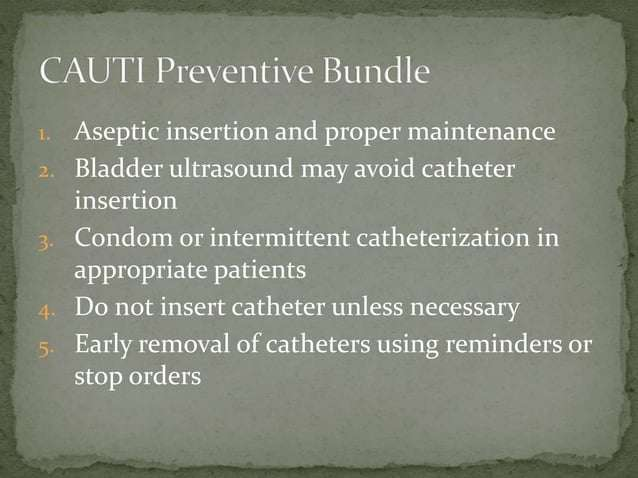 CAUTI Preventive Bundle
1. Aseptic insertion and proper maintenance
2. Bladder ultrasound may avoid catheter
insertion
3. Condom or intermittent catheterization in
appropriate patients
4. Do not insert catheter unless necessary
5. Early removal of catheters using reminders or
stop orders